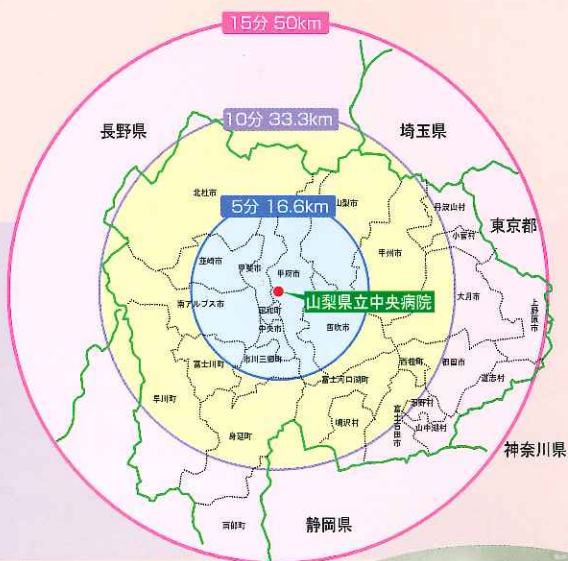 15分 50km
10分 33.3km
長野県
埼玉県
北杜市
5分 16.6km
山梨市
丹波山村
小菅村
東京都
韮崎市
甲斐市
甲府市
甲州市
山梨県立中央病院
南アルプス市
昭和町
中央市
笛吹市
大月市
上野原市
富士川町
市川三郷町
富士河口湖町
西桂町
都留市
道志村
早川町
鳴沢村
忍野村
富士吉田市
山中湖村
身延町
神奈川県
南部町
静岡県